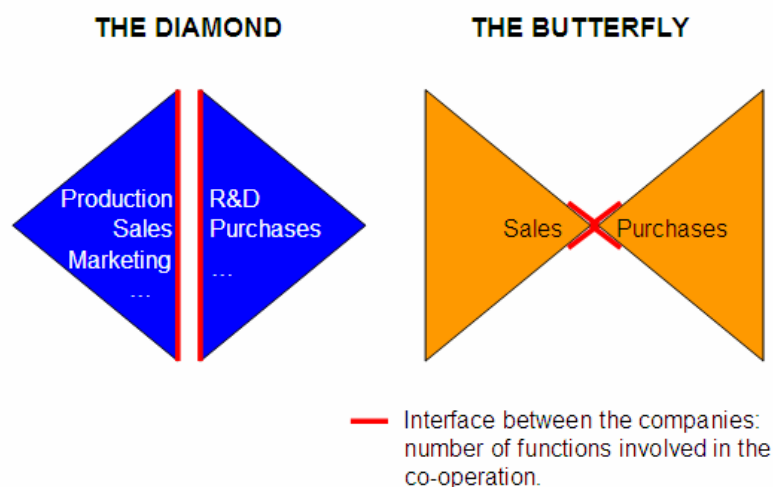 THE DIAMOND
THE BUTTERFLY
Production
Sales
Marketing
...
R&D
Purchases
...
Sales
Purchases
Interface between the companies:
number of functions involved in the
co-operation.